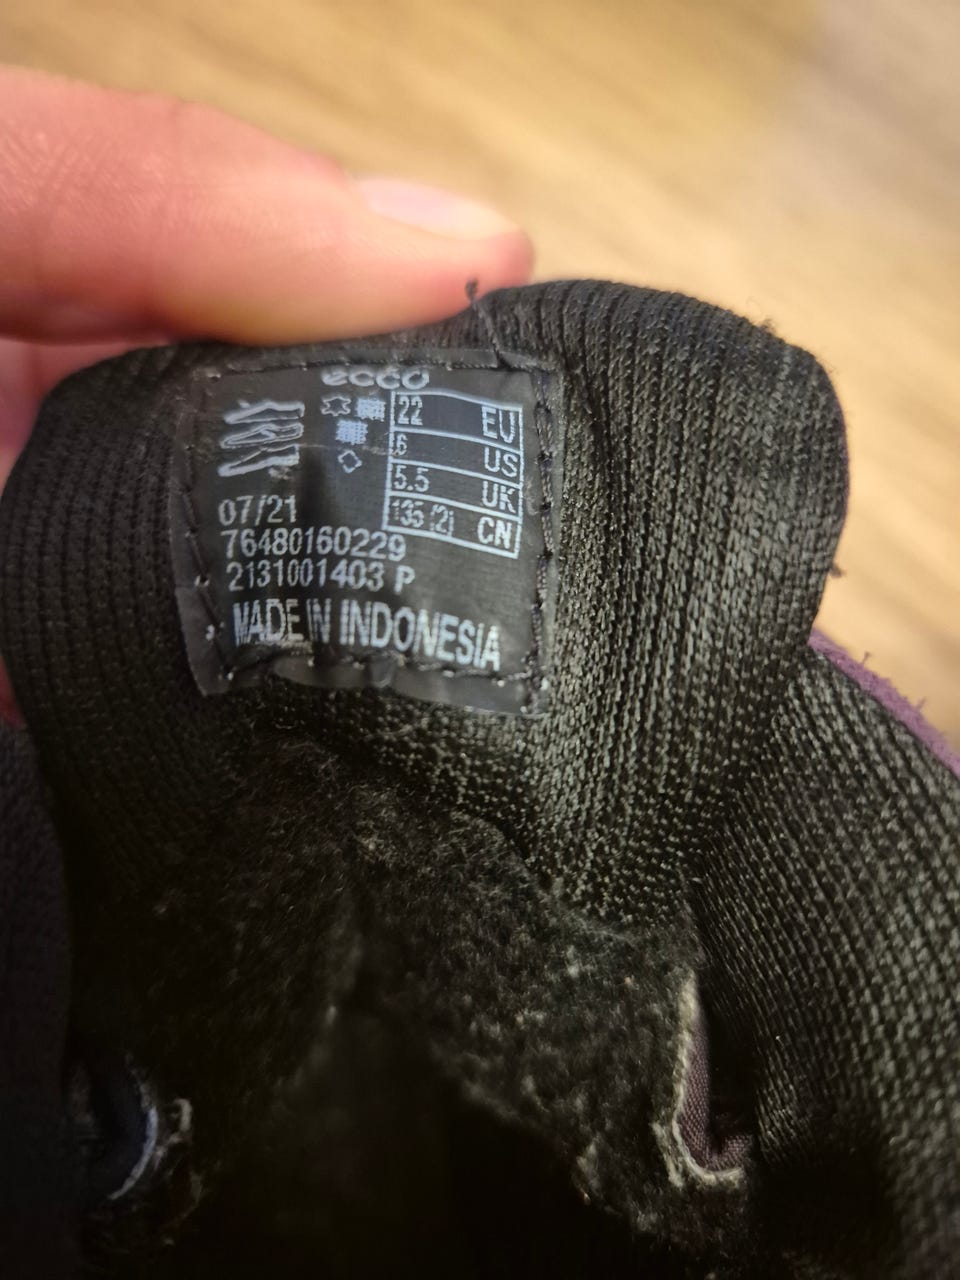 ecco
22 EU
6 US
5.5 UK
135 (2) CN
07/21
76480160229
2131001403 P
MADE IN INDONESIA